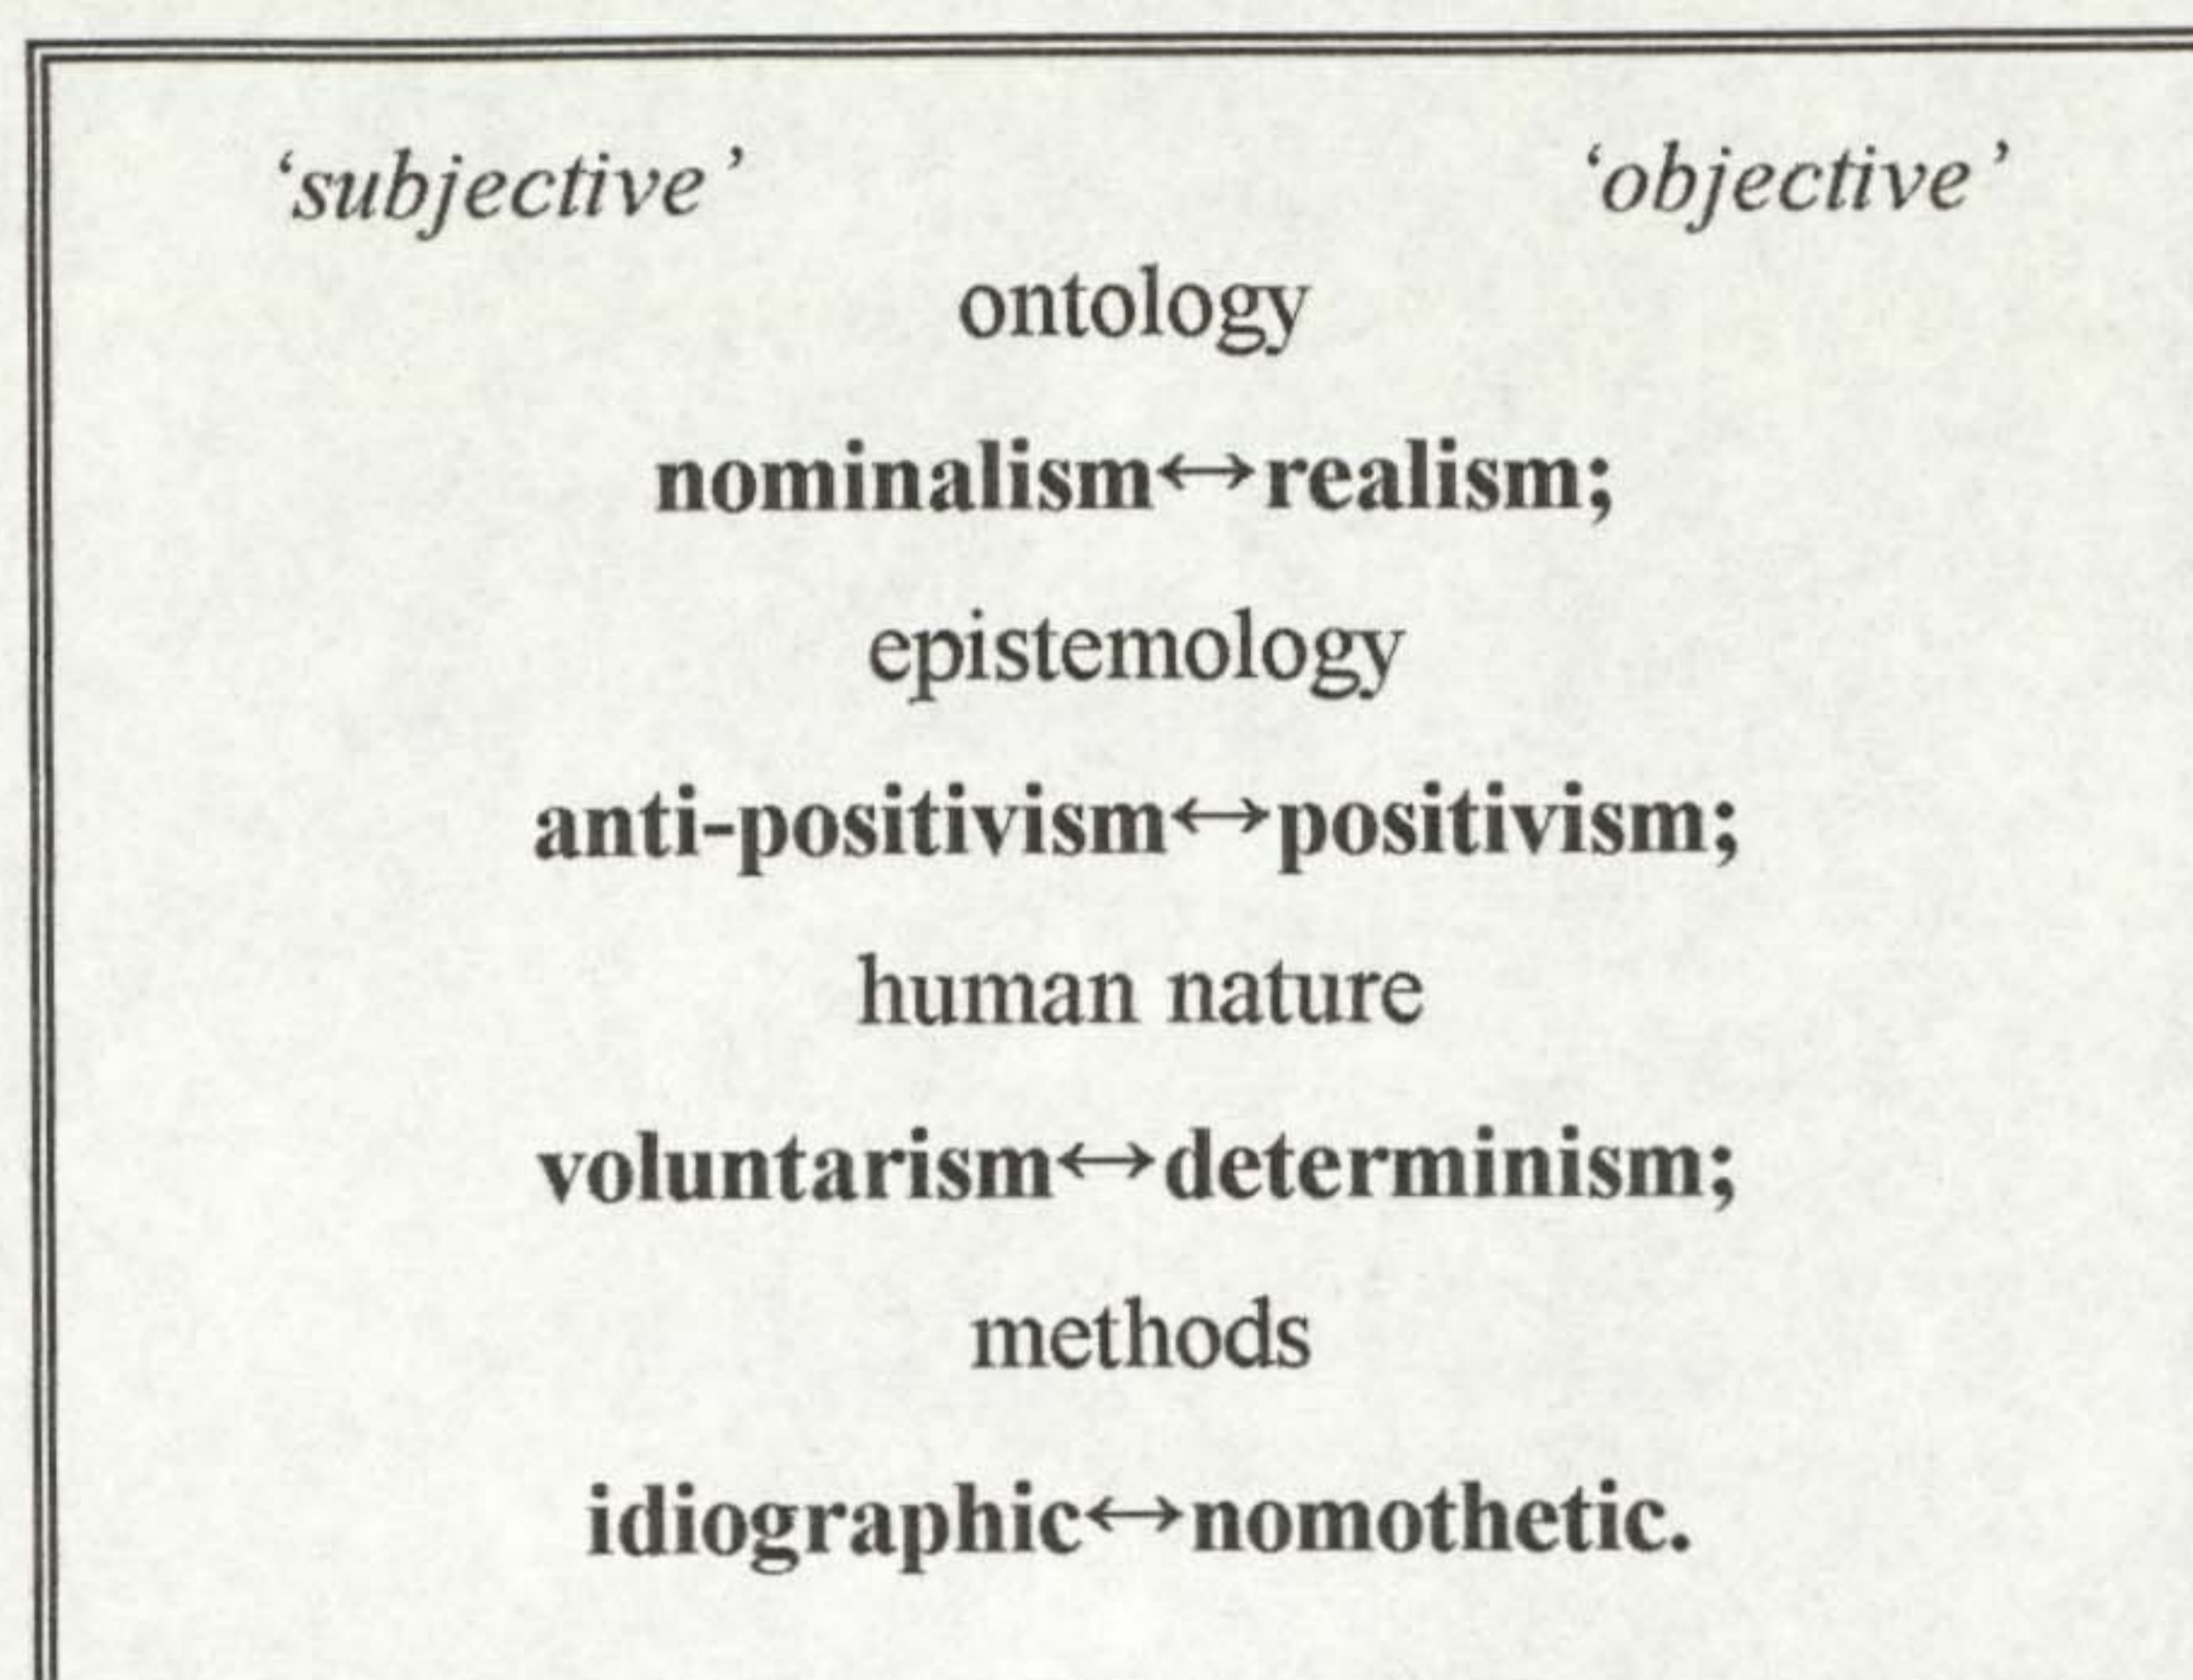 ‘subjective’ ‘objective’
ontology
nominalism↔realism;
epistemology
anti-positivism↔positivism;
human nature
voluntarism↔determinism;
methods
idiographic↔nomothetic.